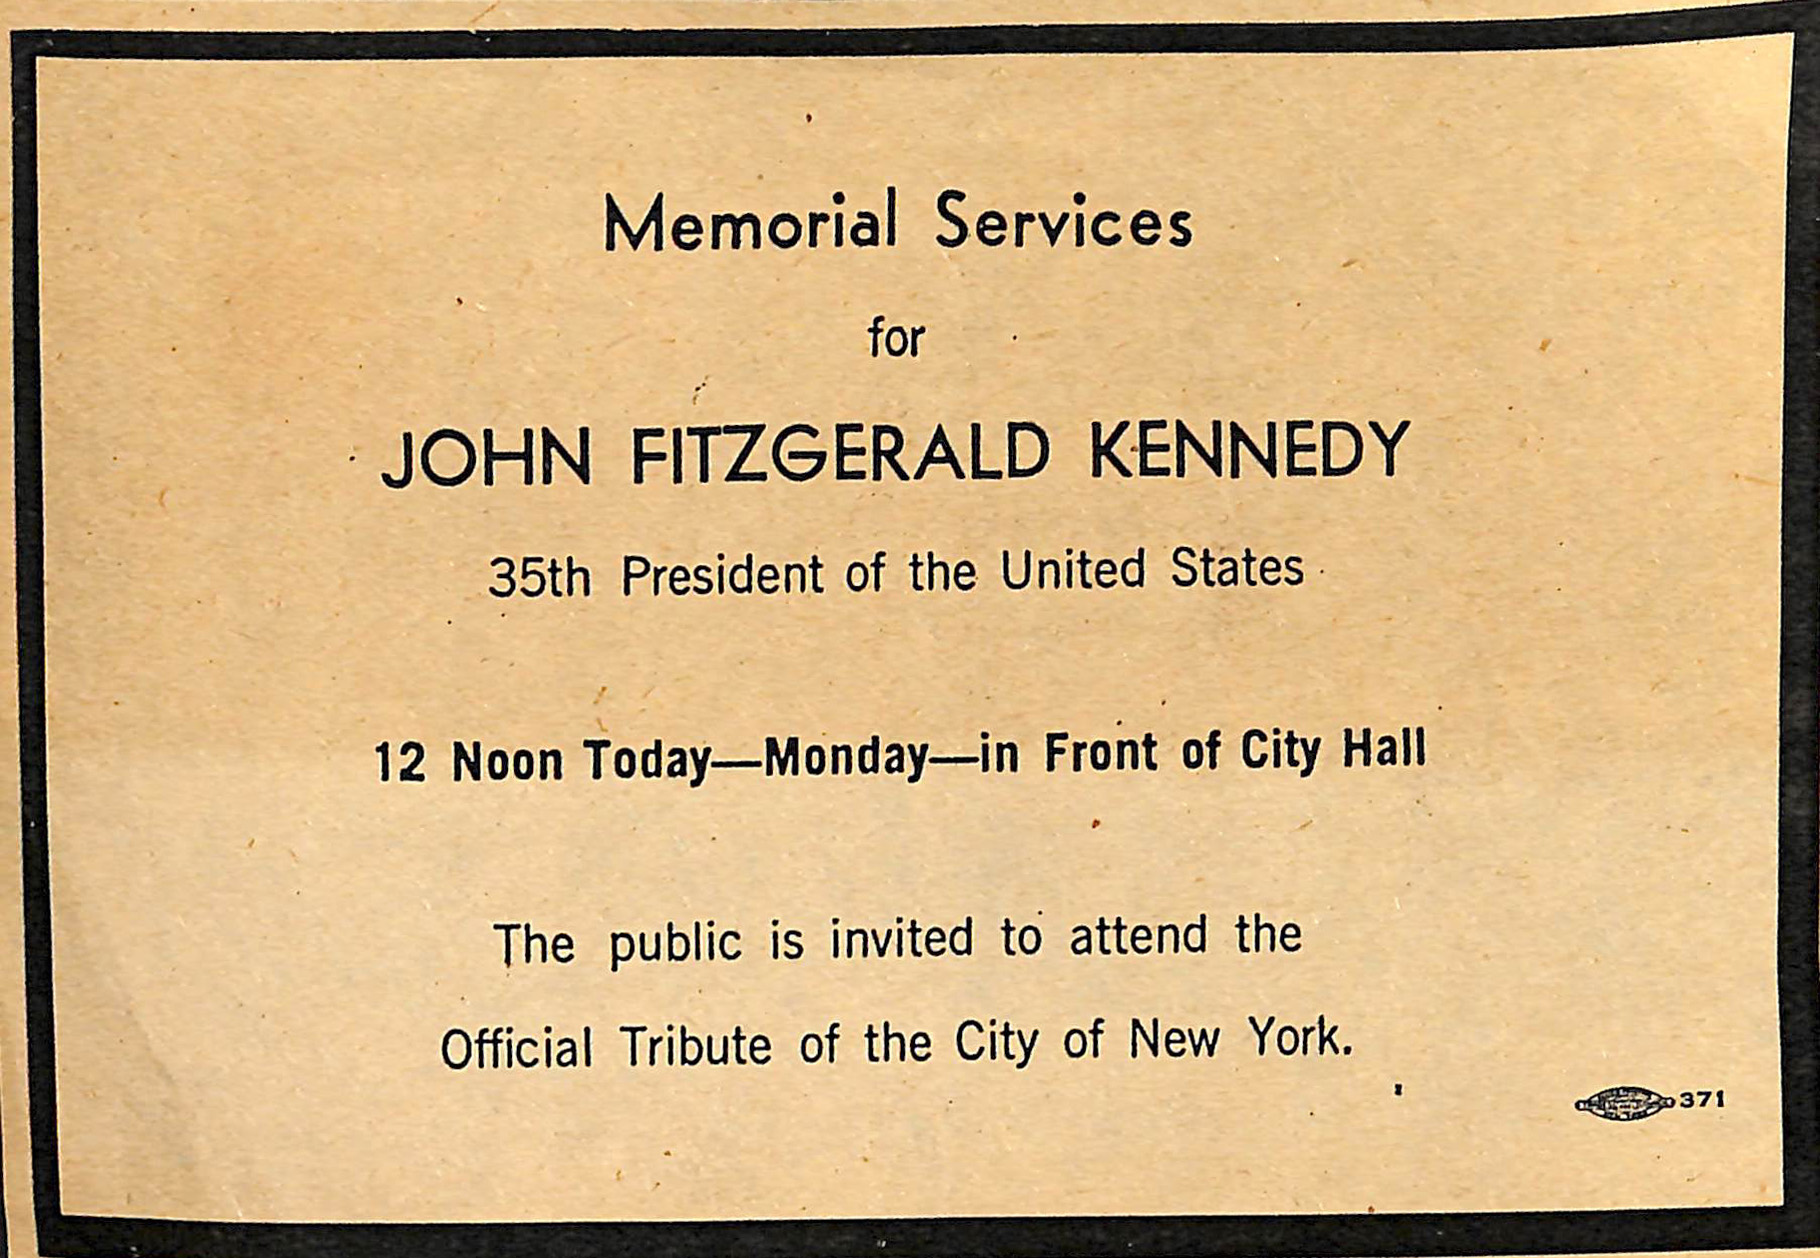 Memorial Services
for
JOHN FITZGERALD KENNEDY
35th President of the United States
12 Noon Today—Monday—in Front of City Hall
The public is invited to attend the
Official Tribute of the City of New York.
371